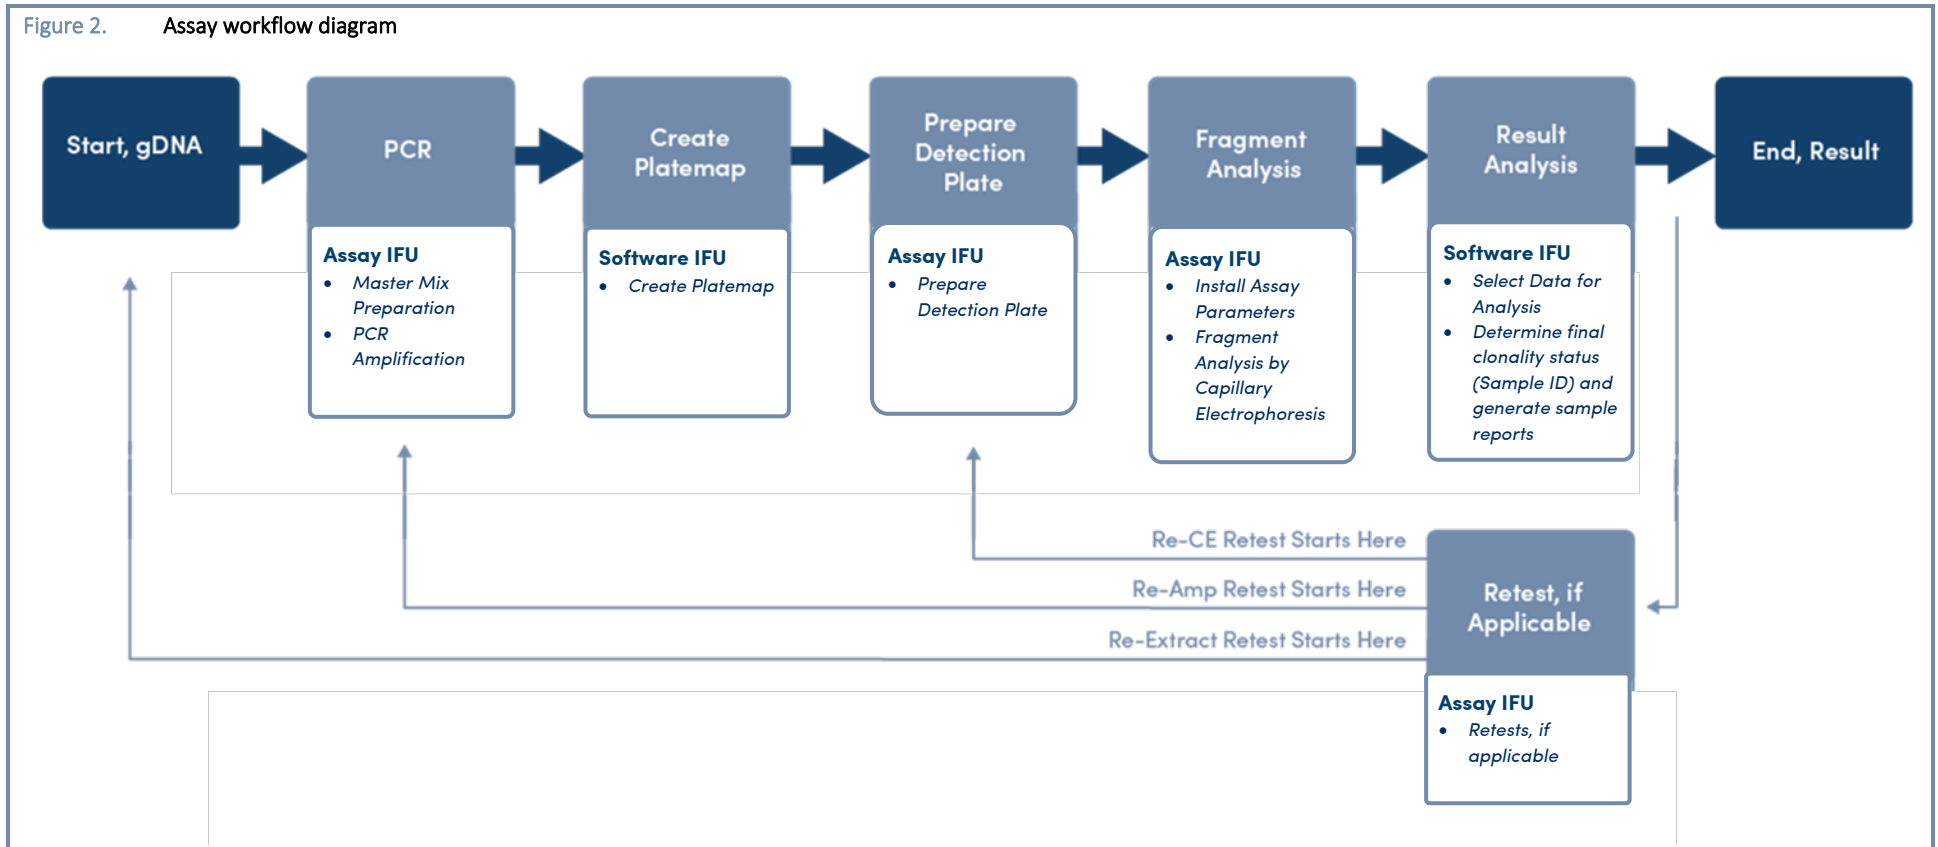 Figure 2. Assay workflow diagram
Start, gDNA
PCR
Create
Platemap
Prepare
Detection
Plate
Fragment
Analysis
Result
Analysis
End, Result
Assay IFU
• Master Mix
Preparation
• PCR
Amplification
Software IFU
• Create Platemap
Assay IFU
• Prepare
Detection Plate
Assay IFU
• Install Assay
Parameters
• Fragment
Analysis by
Capillary
Electrophoresis
Software IFU
• Select Data for
Analysis
• Determine final
clonality status
(Sample ID) and
generate sample
reports
Re-CE Retest Starts Here
Re-Amp Retest Starts Here
Re-Extract Retest Starts Here
Retest, if
Applicable
Assay IFU
• Retests, if
applicable